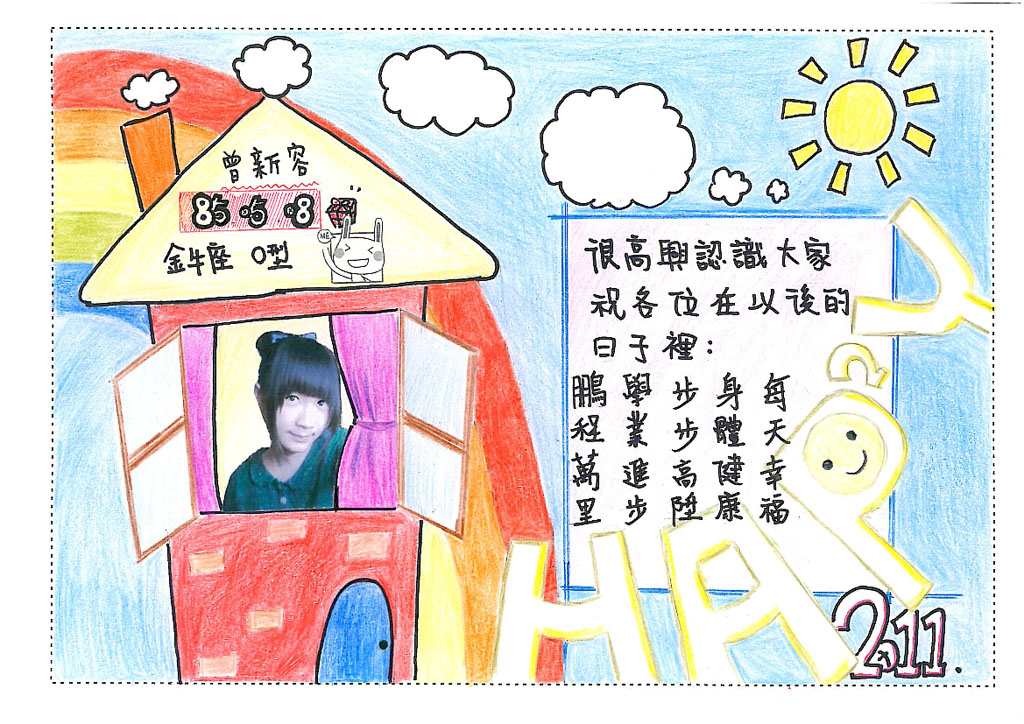 曾新容
85 05 08
金牛座 O型
ME
很高興認識大家
祝各位在以後的
日子裡：
每天幸福
身體健康
步步高陞
學業進步
鵬程萬里
HAP2Y
2011.